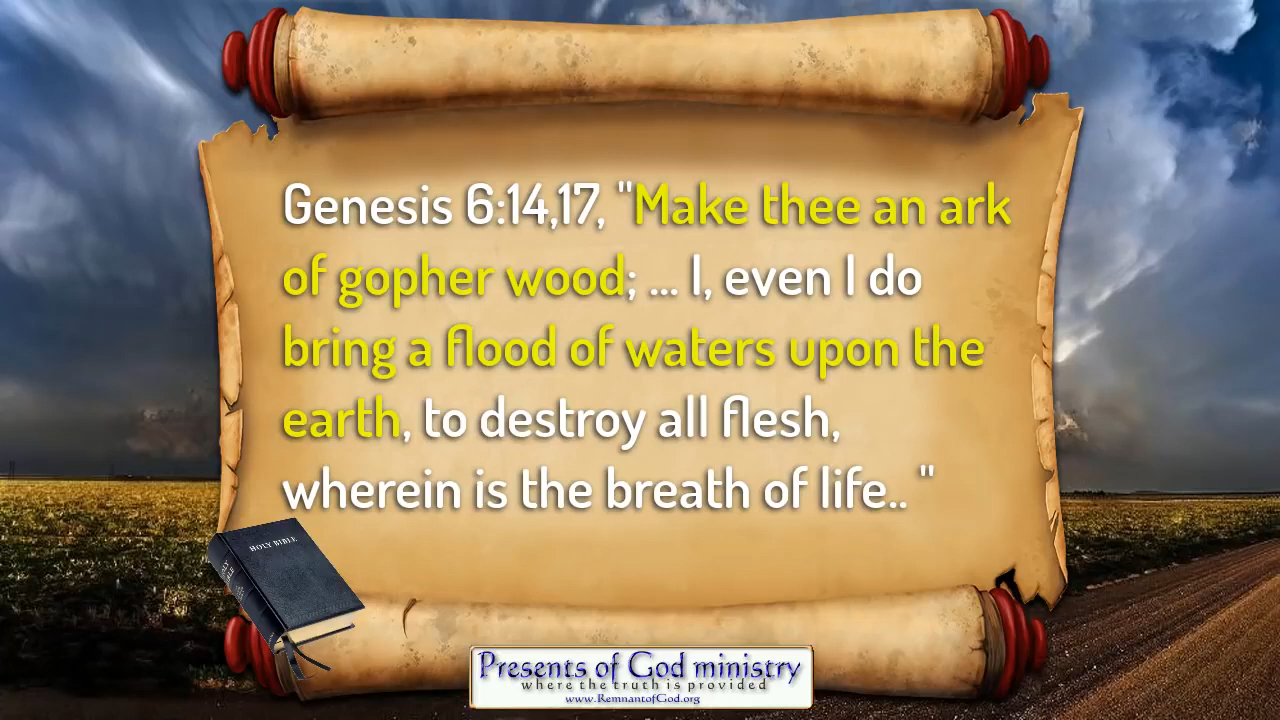 Genesis 6:14,17, "Make thee an ark
of gopher wood; ... I, even I do
bring a flood of waters upon the
earth, to destroy all flesh,
wherein is the breath of life.. "
HOLY BIBLE
Presents of God ministry
where the truth is provided
www.RemnantofGod.org